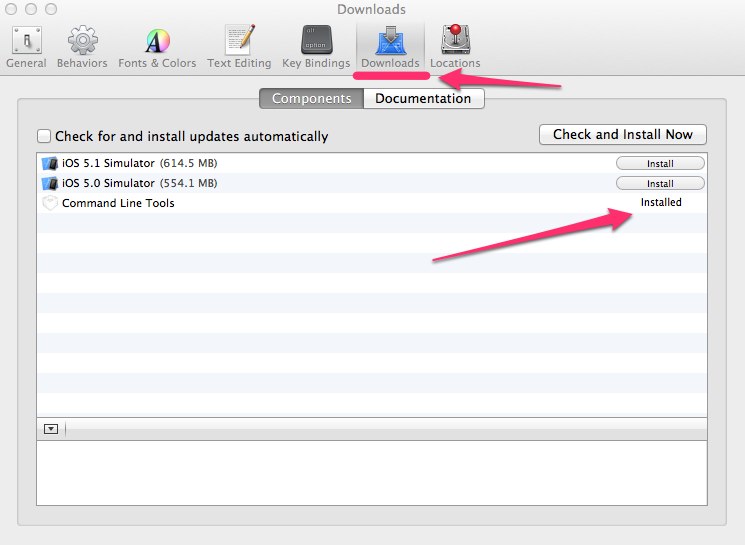 Downloads
General Behaviors Fonts & Colors Text Editing Key Bindings Downloads Locations
Components Documentation
Check for and install updates automatically Check and Install Now
iOS 5.1 Simulator (614.5 MB) Install
iOS 5.0 Simulator (554.1 MB) Install
Command Line Tools Installed